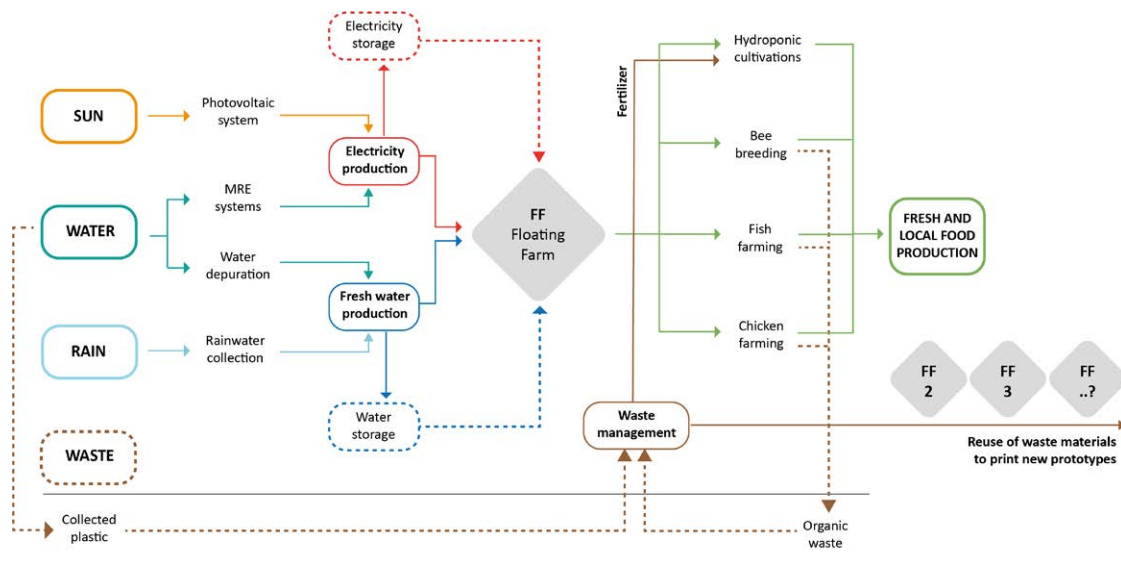 Electricity
storage
Hydroponic
cultivations
Fertilizer
SUN
Photovoltaic
system
Electricity
production
Bee
breeding
MRE
systems
WATER
Water
depuration
FF
Floating
Farm
Fish
farming
FRESH AND
LOCAL FOOD
PRODUCTION
Fresh water
production
RAIN
Rainwater
collection
Chicken
farming
FF
2
FF
3
FF
..?
Water
storage
Waste
management
WASTE
Reuse of waste materials
to print new prototypes
Collected
plastic
Organic
waste